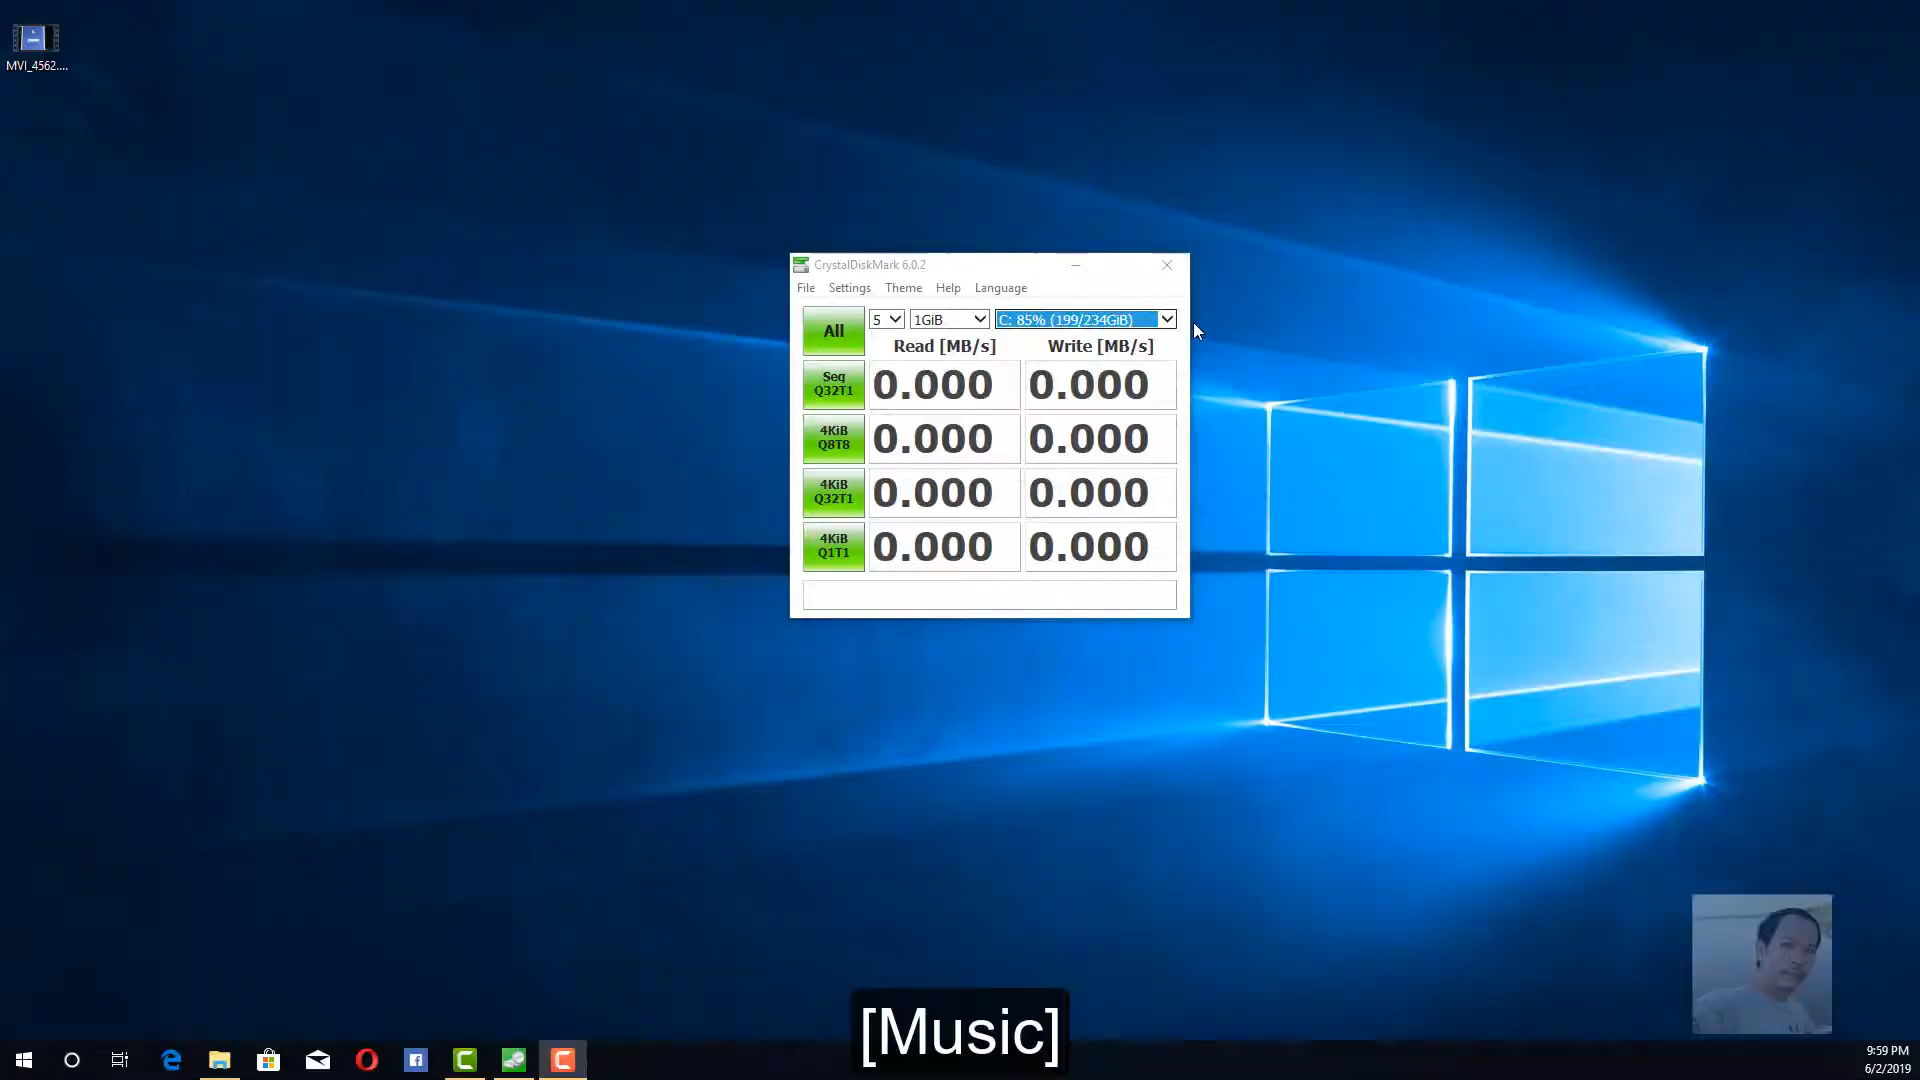 MVI_4562....
CrystalDiskMark 6.0.2
File Settings Theme Help Language
All 5 1GiB C: 85% (199/234GiB)
Read [MB/s] Write [MB/s]
Seq
Q32T1
0.000 0.000
4KiB
Q8T8
0.000 0.000
4KiB
Q32T1
0.000 0.000
4KiB
Q1T1
0.000 0.000
[Music]
9:59 PM
6/2/2019